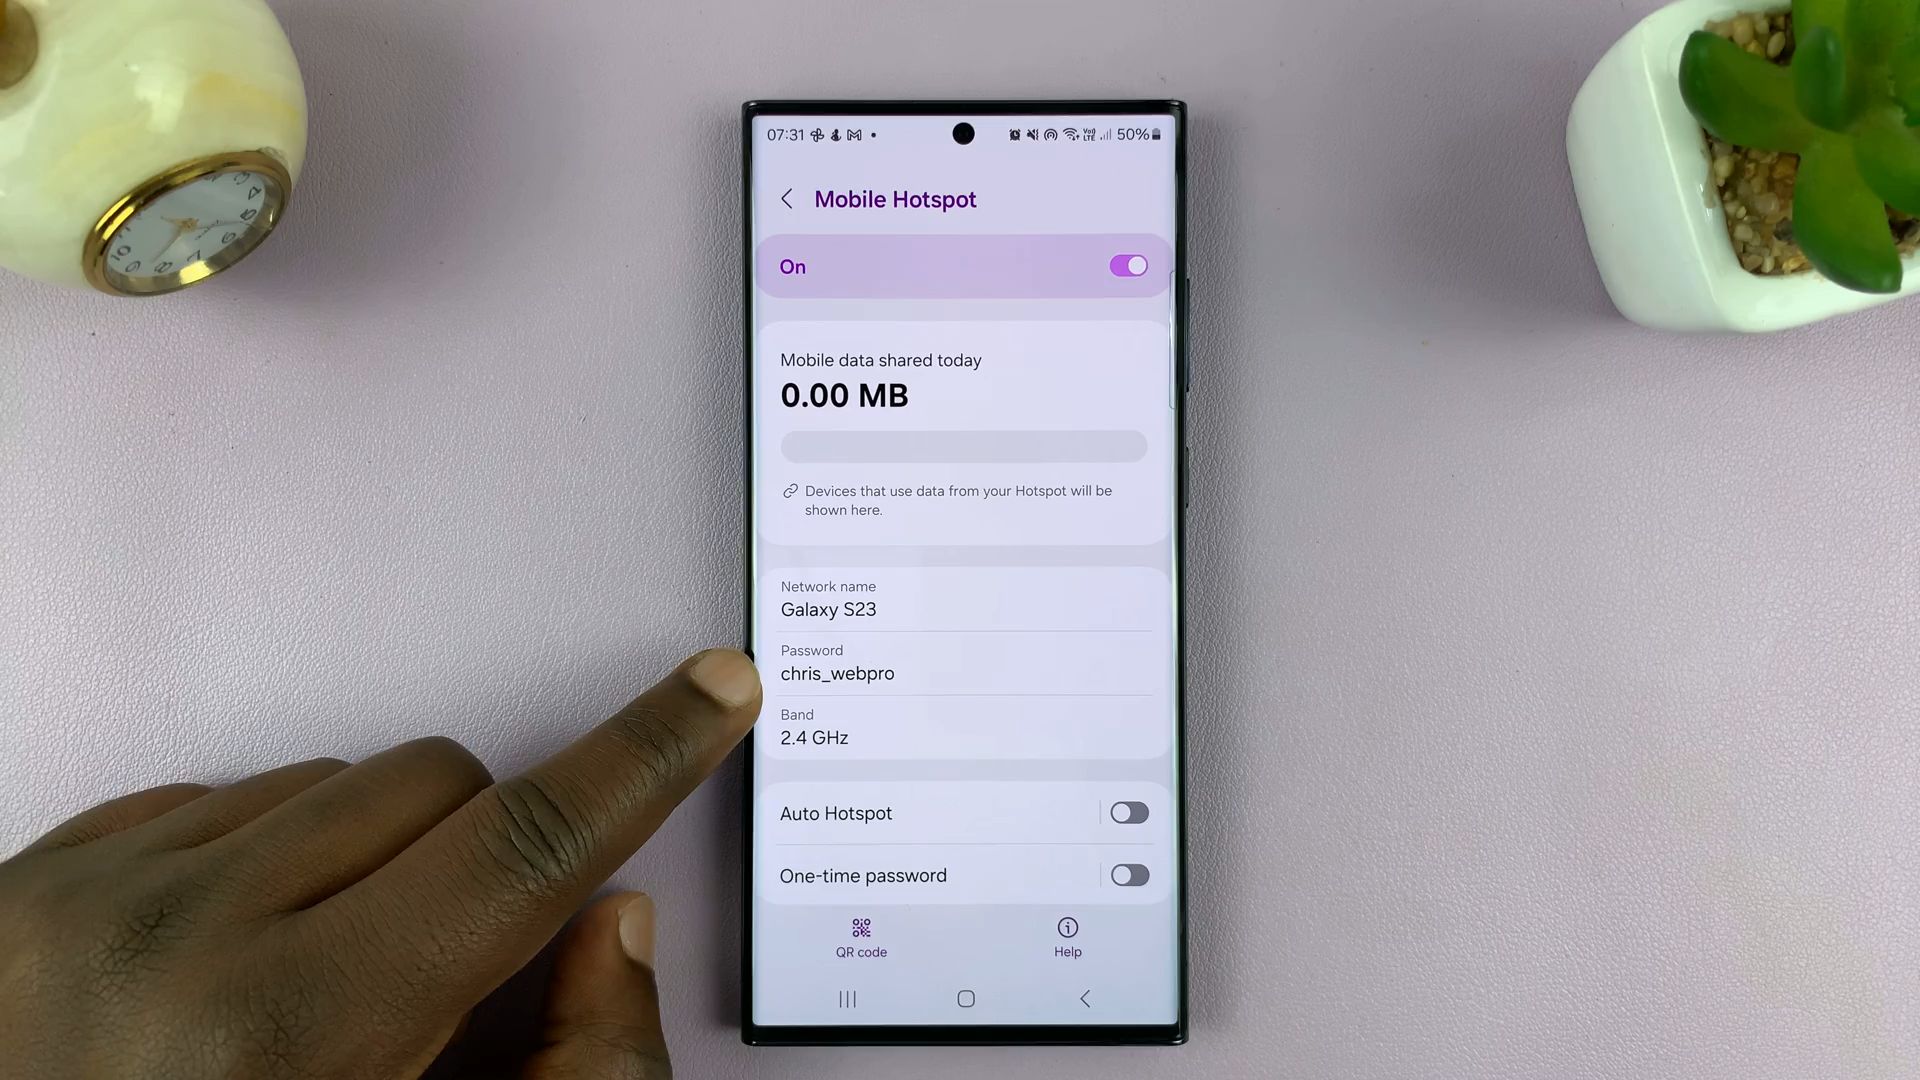 07:31 50%
Mobile Hotspot
On
Mobile data shared today
0.00 MB
Devices that use data from your Hotspot will be
shown here.
Network name
Galaxy S23
Password
chris_webpro
Band
2.4 GHz
Auto Hotspot
One-time password
QR code Help